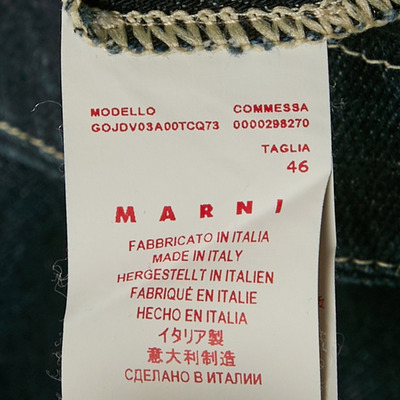 MODELLO COMMESSA
GOJDV03A00TCQ73 0000298270
TAGLIA
46
MARNI
FABBRICATO IN ITALIA
MADE IN ITALY
HERGESTELLT IN ITALIEN
FABRIQUÉ EN ITALIE
HECHO EN ITALIA
イタリア製
意大利制造
СДЕЛАНО В ИТАЛИИ